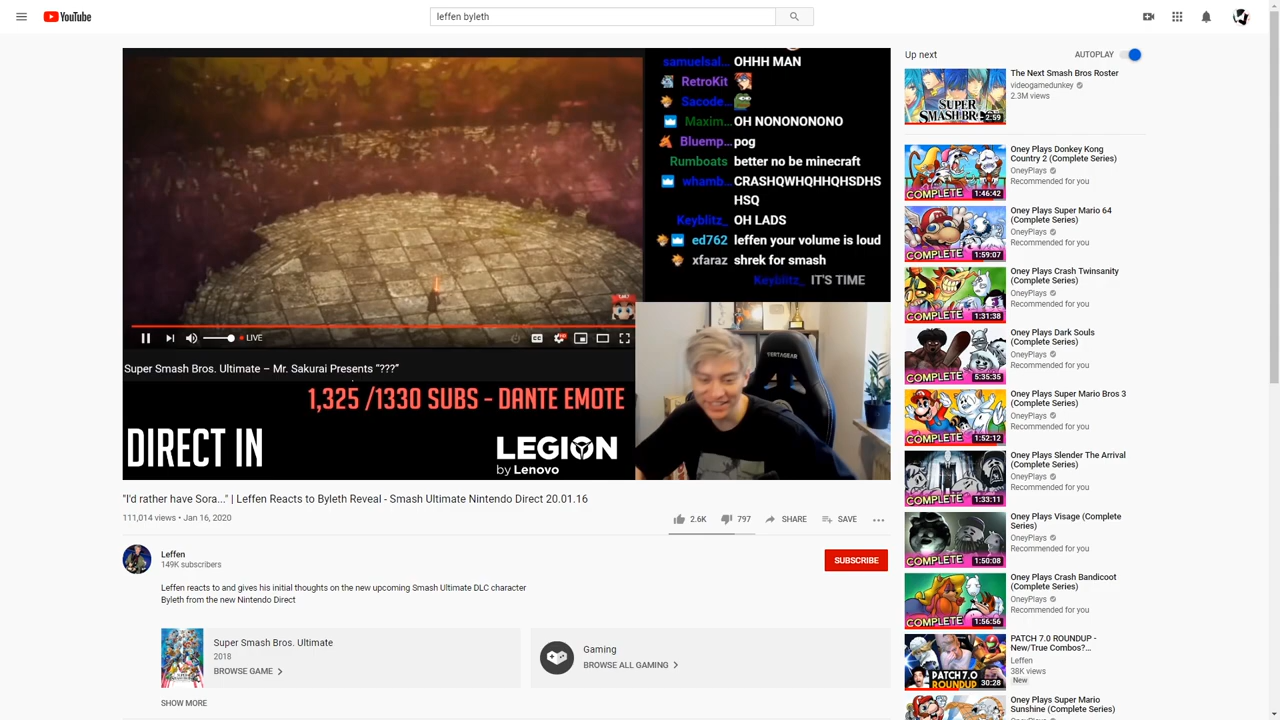 YouTube
leffen byleth
samuelsal... OHHH MAN
RetroKit
Sacode...
Maxim... OH NONONONONO
Bluemp... pog
Rumboats better no be minecraft
whamb... CRASHQWHQHHQHSDHS
HSQ
Keyblitz_ OH LADS
ed762 leffen your volume is loud
xfaraz shrek for smash
Keyblitz_ IT'S TIME
LIVE
Super Smash Bros. Ultimate – Mr. Sakurai Presents "???"
1,325 /1330 SUBS - DANTE EMOTE
DIRECT IN
LEGION
by Lenovo
VERTAGEAR
"I'd rather have Sora..." | Leffen Reacts to Byleth Reveal - Smash Ultimate Nintendo Direct 20.01.16
111,014 views • Jan 16, 2020
2.6K 797 SHARE SAVE
Leffen
149K subscribers
SUBSCRIBE
Leffen reacts to and gives his initial thoughts on the new upcoming Smash Ultimate DLC character
Byleth from the new Nintendo Direct
Super Smash Bros. Ultimate
2018
BROWSE GAME
Gaming
BROWSE ALL GAMING
SHOW MORE
Up next
AUTOPLAY
SUPER
2:59
The Next Smash Bros Roster
videogamedunkey
2.3M views
COMPLETE
1:46:42
Oney Plays Donkey Kong
Country 2 (Complete Series)
OneyPlays
Recommended for you
COMPLETE
1:59:07
Oney Plays Super Mario 64
(Complete Series)
OneyPlays
Recommended for you
COMPLETE
1:31:38
Oney Plays Crash Twinsanity
(Complete Series)
OneyPlays
Recommended for you
COMPLETE
5:35:35
Oney Plays Dark Souls
(Complete Series)
OneyPlays
Recommended for you
COMPLETE
1:52:12
Oney Plays Super Mario Bros 3
(Complete Series)
OneyPlays
Recommended for you
COMPLETE
1:33:11
Oney Plays Slender The Arrival
(Complete Series)
OneyPlays
Recommended for you
COMPLETE
1:50:08
Oney Plays Visage (Complete
Series)
OneyPlays
Recommended for you
COMPLETE
1:56:56
Oney Plays Crash Bandicoot
(Complete Series)
OneyPlays
Recommended for you
PATCH 7.0
ROUNDUP
30:28
PATCH 7.0 ROUNDUP -
New/True Combos?...
Leffen
38K views
New
Oney Plays Super Mario
Sunshine (Complete Series)